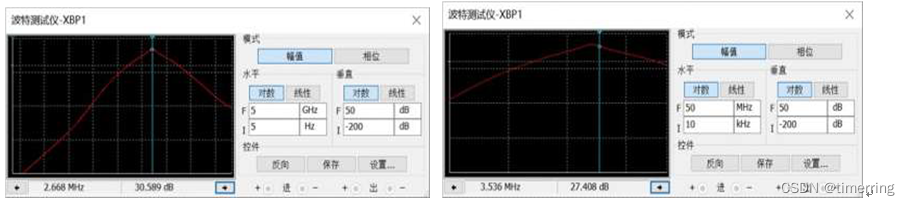 波特测试仪-XBP1
模式
幅值 相位
水平 垂直
对数 线性 对数 线性
F 5 GHz F 50 dB
I 5 Hz I -200 dB
控件
反向 保存 设置...
2.668 MHz 30.589 dB + 进 - + 出 -
波特测试仪-XBP1
模式
幅值 相位
水平 垂直
对数 线性 对数 线性
F 50 MHz F 50 dB
I 10 kHz I -200 dB
控件
反向 保存 设置...
3.536 MHz 27.408 dB + 进 - + 出 -
CSDN @timerring